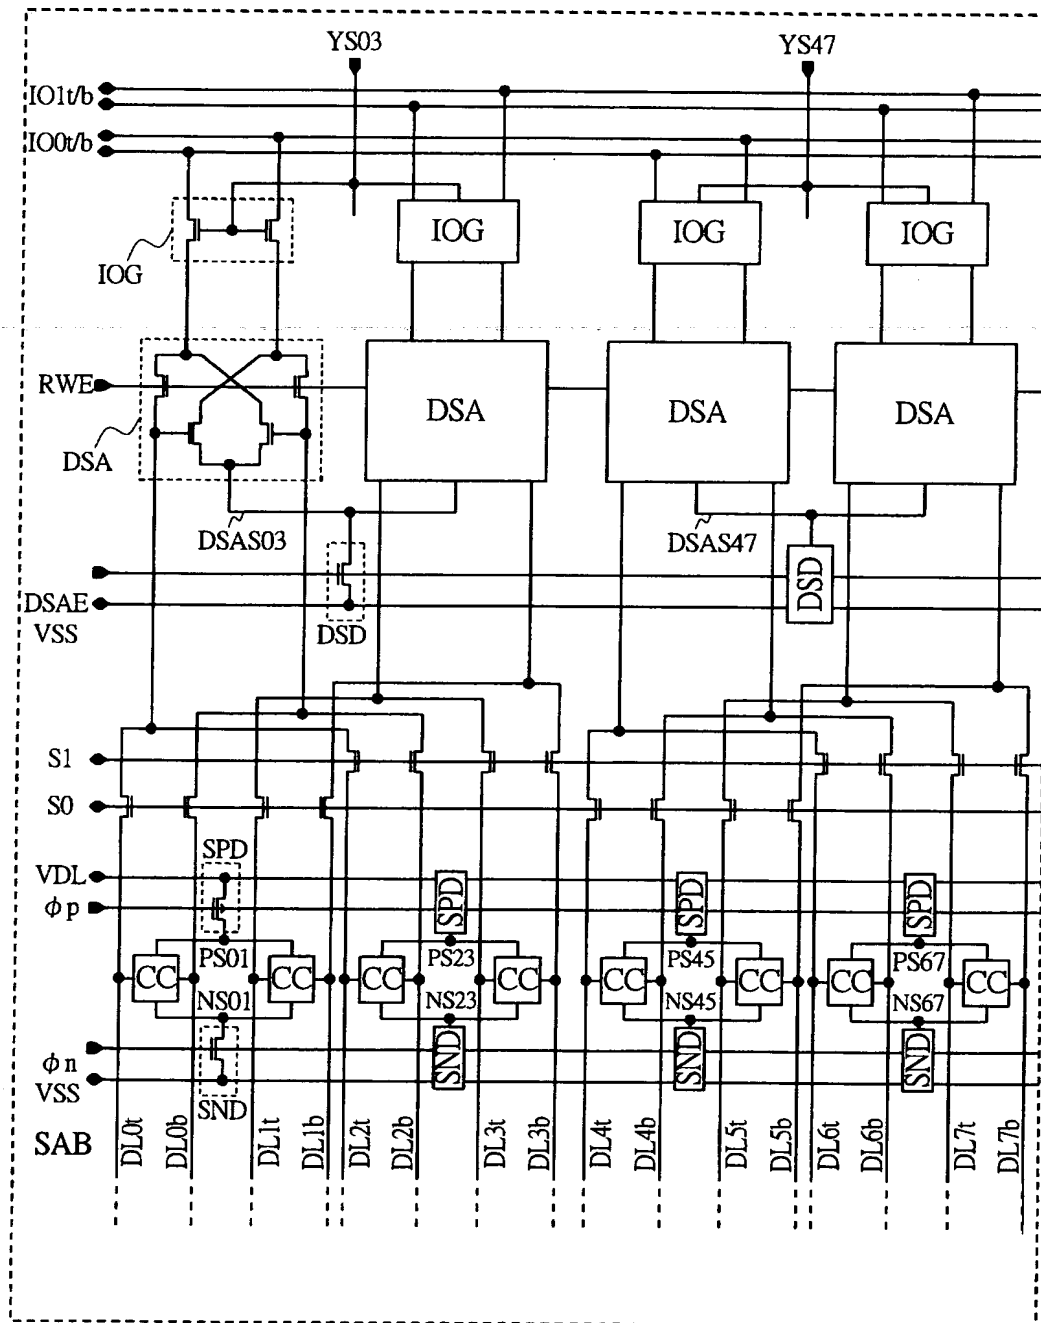 YS03 YS47
IO1t/b
IO0t/b
IOG IOG IOG
IOG
RWE
DSA DSA DSA
DSA
DSAS03 DSAS47
DSD
DSAE
VSS DSD
S1
S0
SPD
VDL SPD SPD SPD
ϕp
PS01 PS23 PS45 PS67
CC CC CC CC CC CC CC CC
NS01 NS23 NS45 NS67
SND SND SND
ϕn
VSS
SND
SAB
DL0t DL0b DL1t DL1b DL2t DL2b DL3t DL3b DL4t DL4b DL5t DL5b DL6t DL6b DL7t DL7b